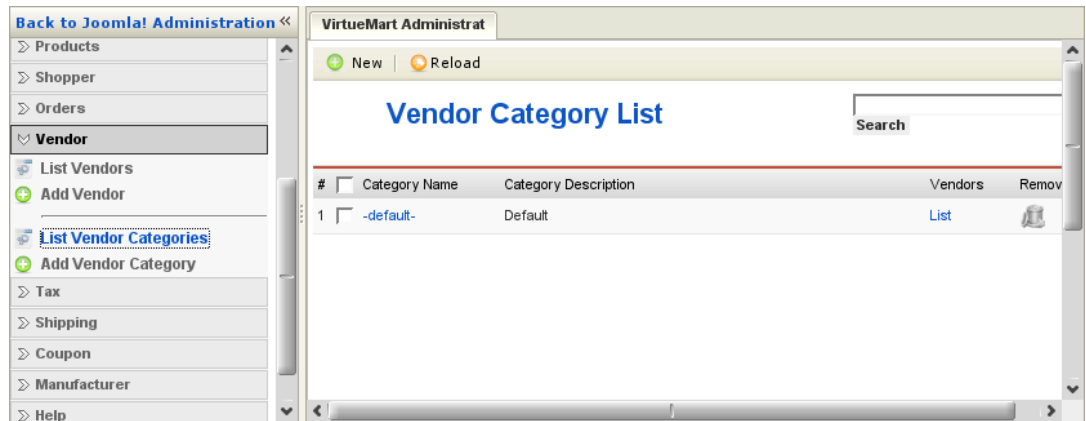 Back to Joomla! Administration «
Products
Shopper
Orders
Vendor
List Vendors
Add Vendor
List Vendor Categories
Add Vendor Category
Tax
Shipping
Coupon
Manufacturer
Help
VirtueMart Administrat
New | Reload
Vendor Category List
Search
# Category Name Category Description Vendors Remov
1 -default- Default List